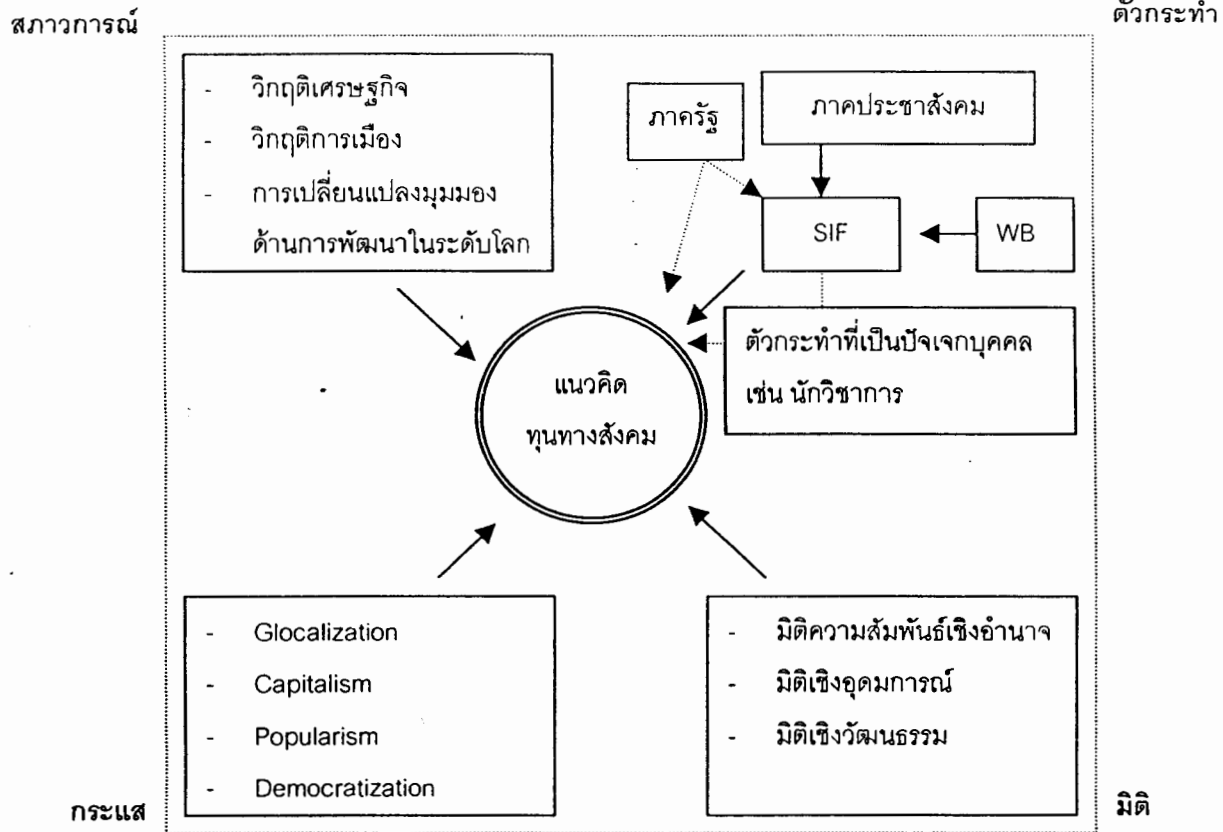 สภาวการณ์
ตัวกระทำ
- วิกฤติเศรษฐกิจ
- วิกฤติการเมือง
- การเปลี่ยนแปลงมุมมอง
ด้านการพัฒนาในระดับโลก
ภาครัฐ
ภาคประชาสังคม
SIF
WB
ตัวกระทำที่เป็นปัจเจกบุคคล
เช่น นักวิชาการ
แนวคิด
ทุนทางสังคม
- Glocalization
- Capitalism
- Popularism
- Democratization
- มิติความสัมพันธ์เชิงอำนาจ
- มิติเชิงอุดมการณ์
- มิติเชิงวัฒนธรรม
กระแส
มิติ